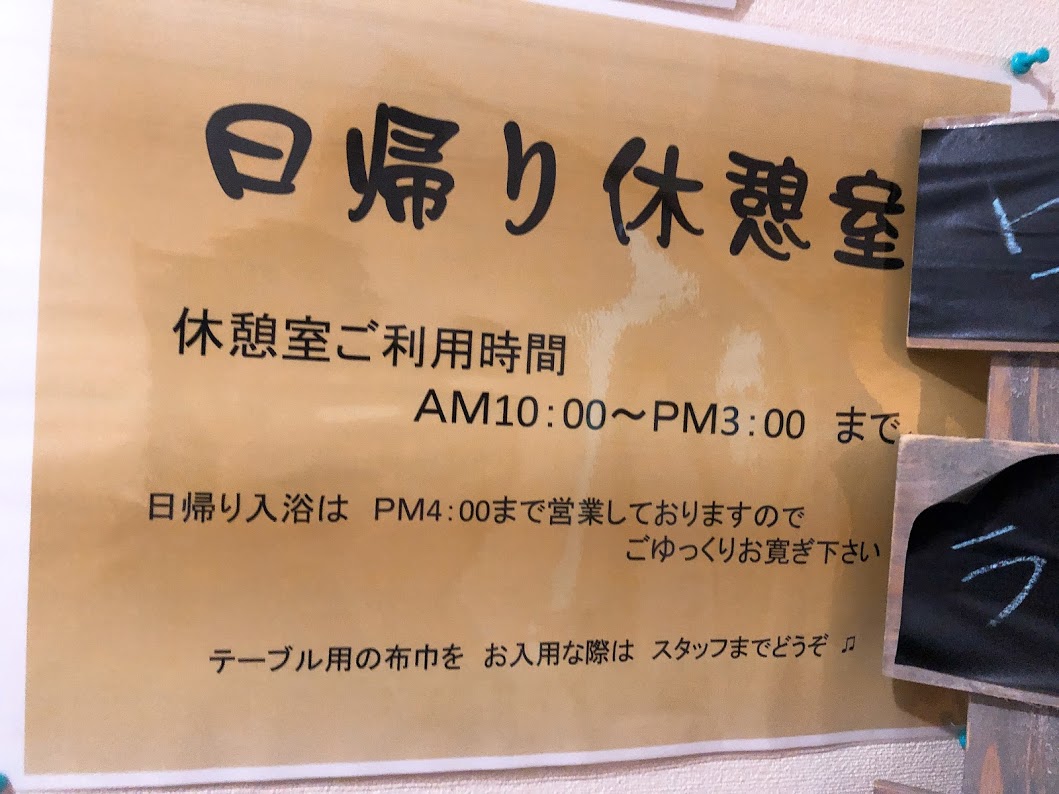 日帰り休憩室
休憩室ご利用時間
AM10:00～PM3:00 まで
日帰り入浴は PM4:00まで営業しておりますので
ごゆっくりお寛ぎ下さい
テーブル用の布巾を お入用な際は スタッフまでどうぞ ♫
ラ